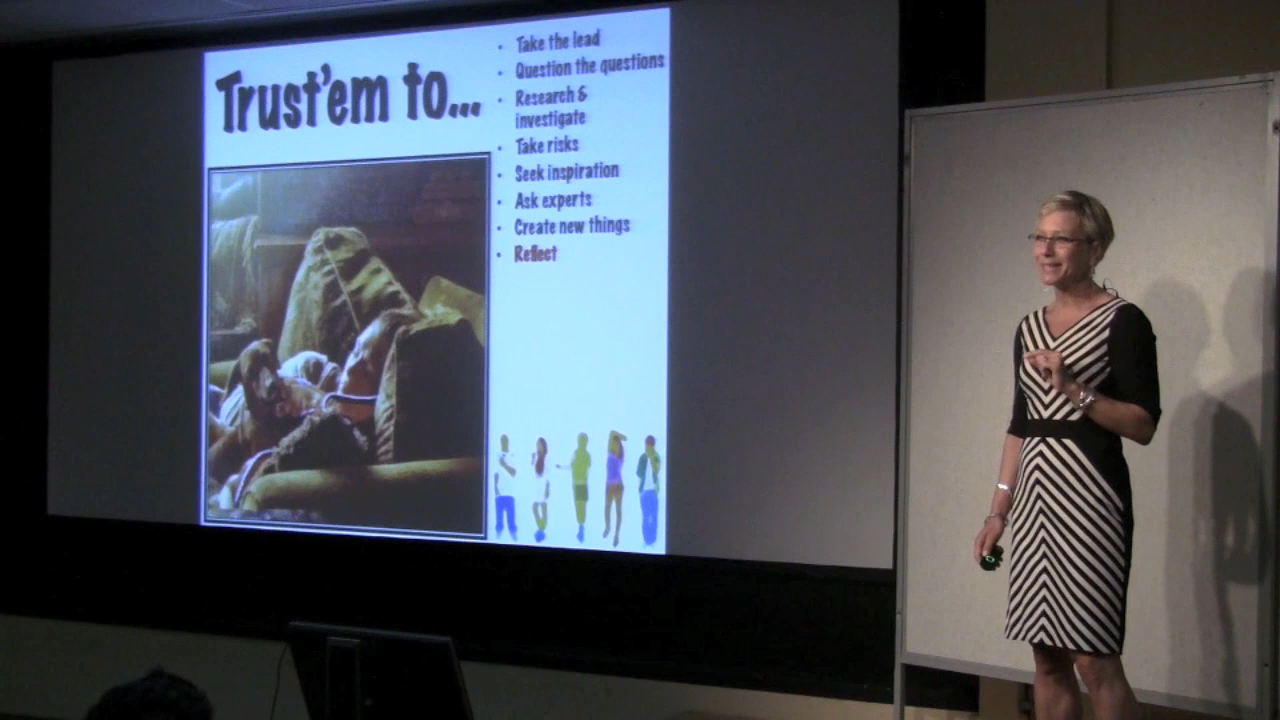 Trust'em to...
• Take the lead
• Question the questions
• Research &
investigate
• Take risks
• Seek inspiration
• Ask experts
• Create new things
• Reflect